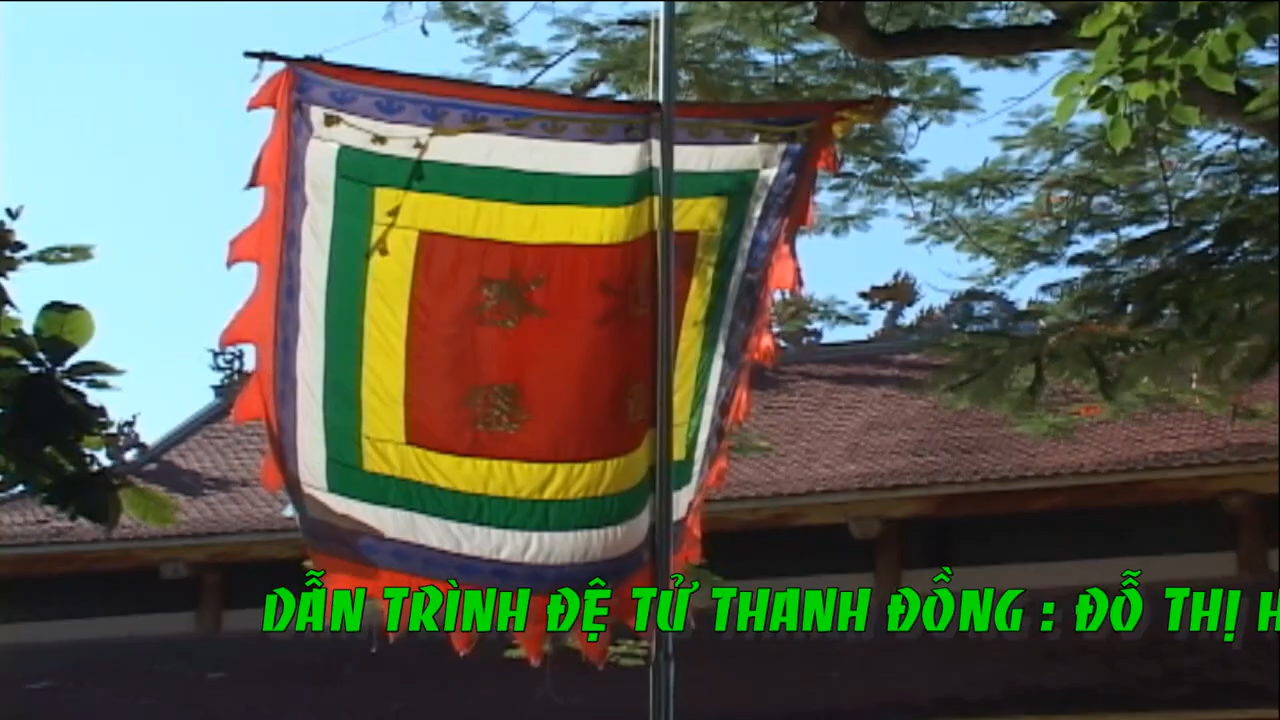 DẪN TRÌNH ĐỆ TỬ THANH ĐỒNG : ĐỖ THỊ H